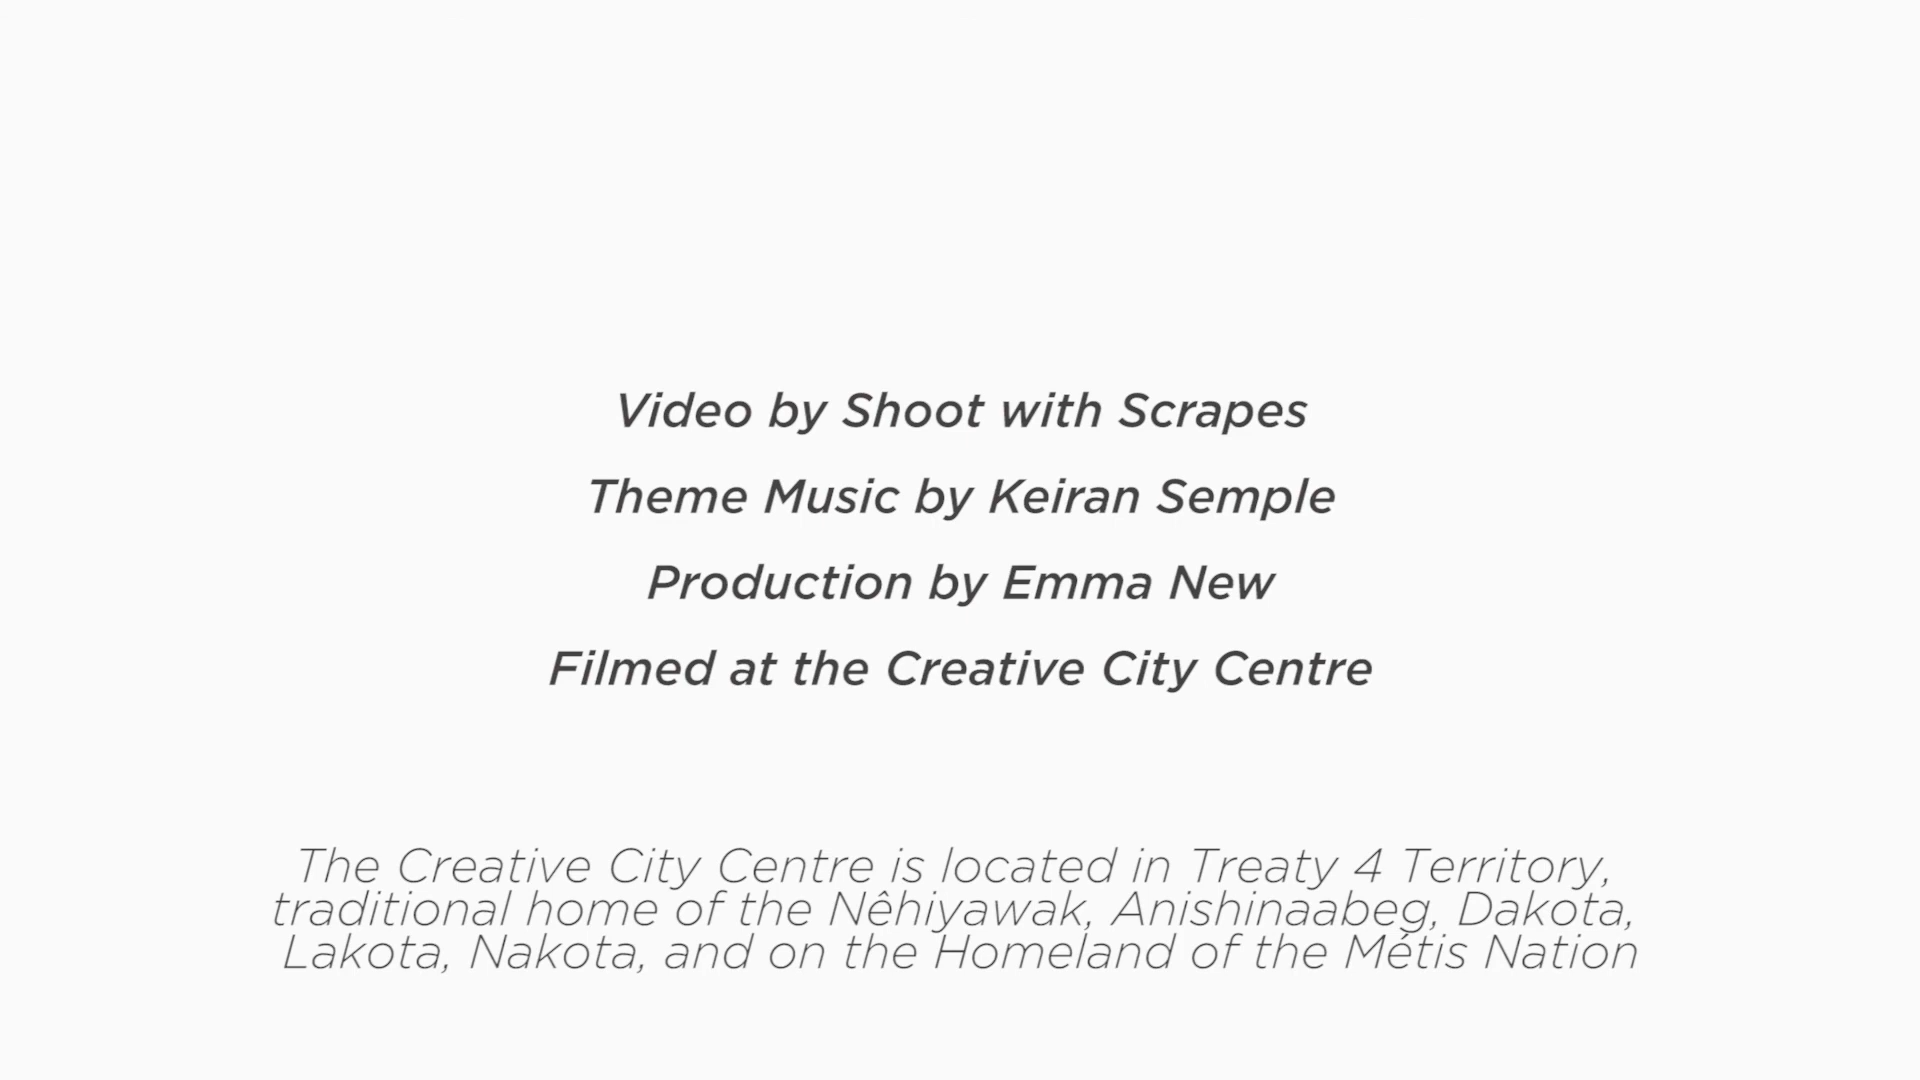 Video by Shoot with Scrapes
Theme Music by Keiran Semple
Production by Emma New
Filmed at the Creative City Centre
The Creative City Centre is located in Treaty 4 Territory,
traditional home of the Nêhiyawak, Anishinaabeg, Dakota,
Lakota, Nakota, and on the Homeland of the Métis Nation